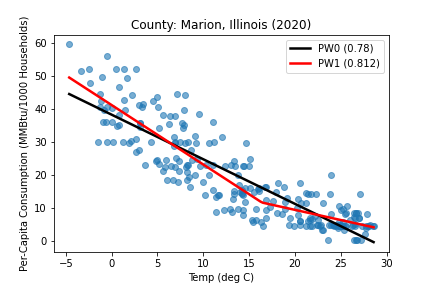 County: Marion, Illinois (2020)
Per-Capita Consumption (MMBtu/1000 Households)
60
50
40
30
20
10
0
PW0 (0.78)
PW1 (0.812)
−5 0 5 10 15 20 25 30
Temp (deg C)